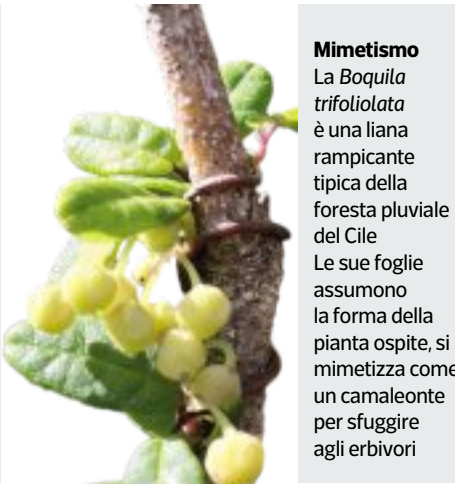 Mimetismo
La Boquila
trifoliolata
è una liana
rampicante
tipica della
foresta pluviale
del Cile
Le sue foglie
assumono
la forma della
pianta ospite, si
mimetizza come
un camaleonte
per sfuggire
agli erbivori